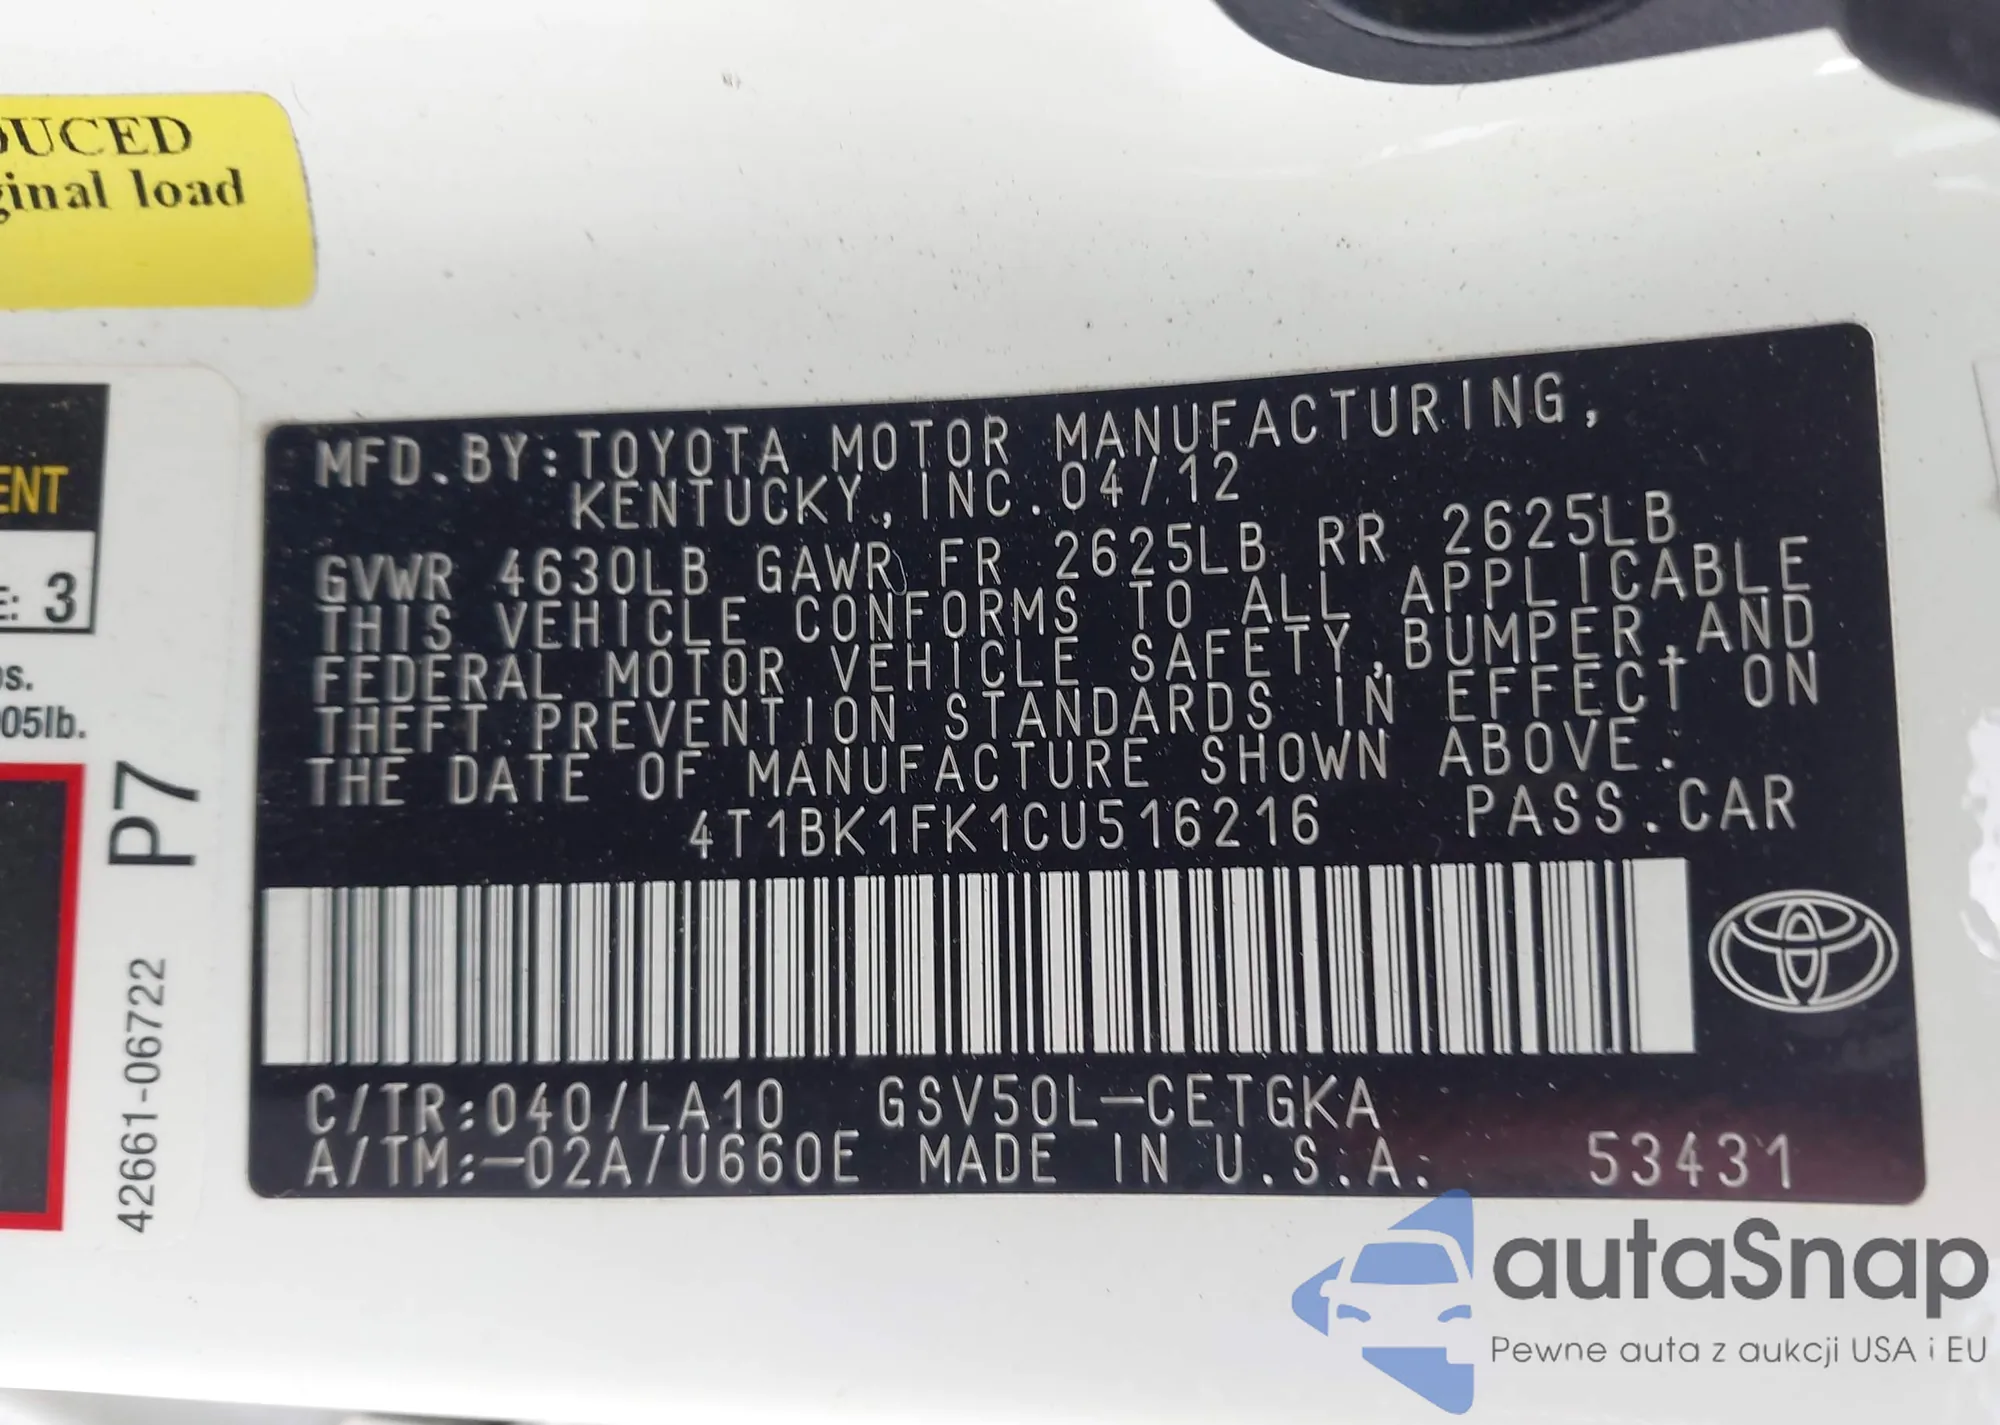 DUCED
ginal load
ENT
E: 3
os.
05lb.
P7
42661-06722
MFD.BY:TOYOTA MOTOR MANUFACTURING,
KENTUCKY,INC.04/12
GVWR 4630LB GAWR FR 2625LB RR 2625LB
THIS VEHICLE CONFORMS TO ALL APPLICABLE
FEDERAL MOTOR VEHICLE SAFETY,BUMPER,AND
THEFT PREVENTION STANDARDS IN EFFECT ON
THE DATE OF MANUFACTURE SHOWN ABOVE.
4T1BK1FK1CU516216 PASS.CAR
C/TR:040/LA10 GSV50L-CETGKA
A/TM:-02A/U660E MADE IN U.S.A. 53431
autaSnap
Pewne auta z aukcji USA i EU